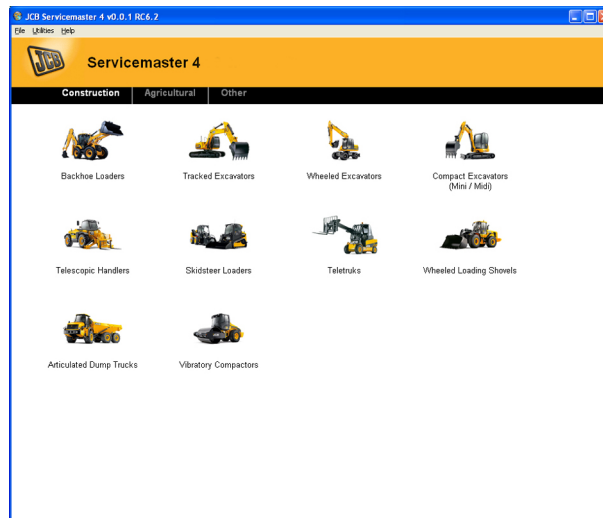 JCB Servicemaster 4 v0.0.1 RC6.2
File Utilities Help
JCB Servicemaster 4
Construction Agricultural Other
Backhoe Loaders Tracked Excavators Wheeled Excavators Compact Excavators
(Mini / Midi)
Telescopic Handlers Skidsteer Loaders Teletruks Wheeled Loading Shovels
Articulated Dump Trucks Vibratory Compactors